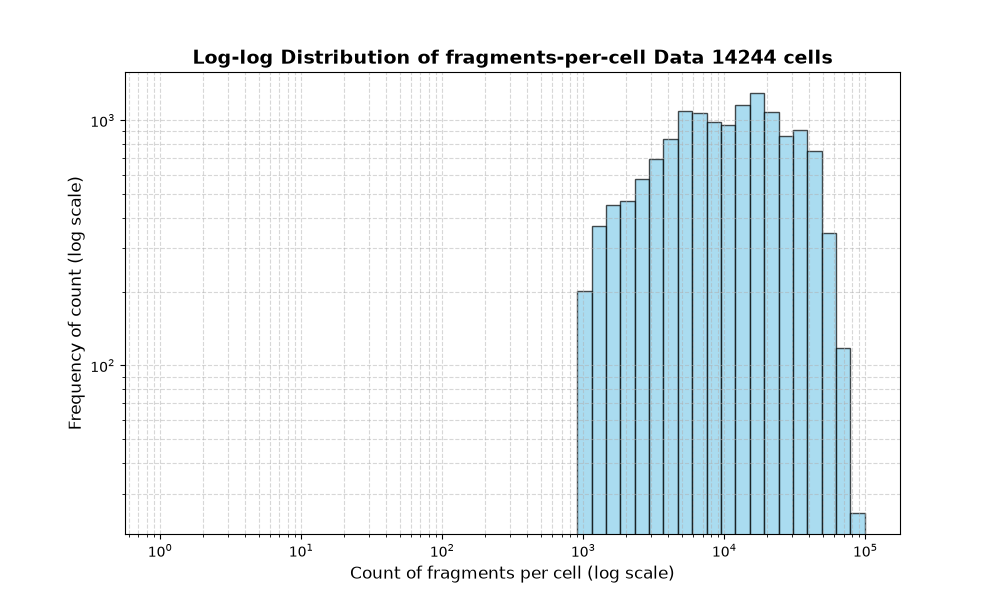 Log-log Distribution of fragments-per-cell Data 14244 cells
Frequency of count (log scale)
10³
10²
10⁰ 10¹ 10² 10³ 10⁴ 10⁵
Count of fragments per cell (log scale)